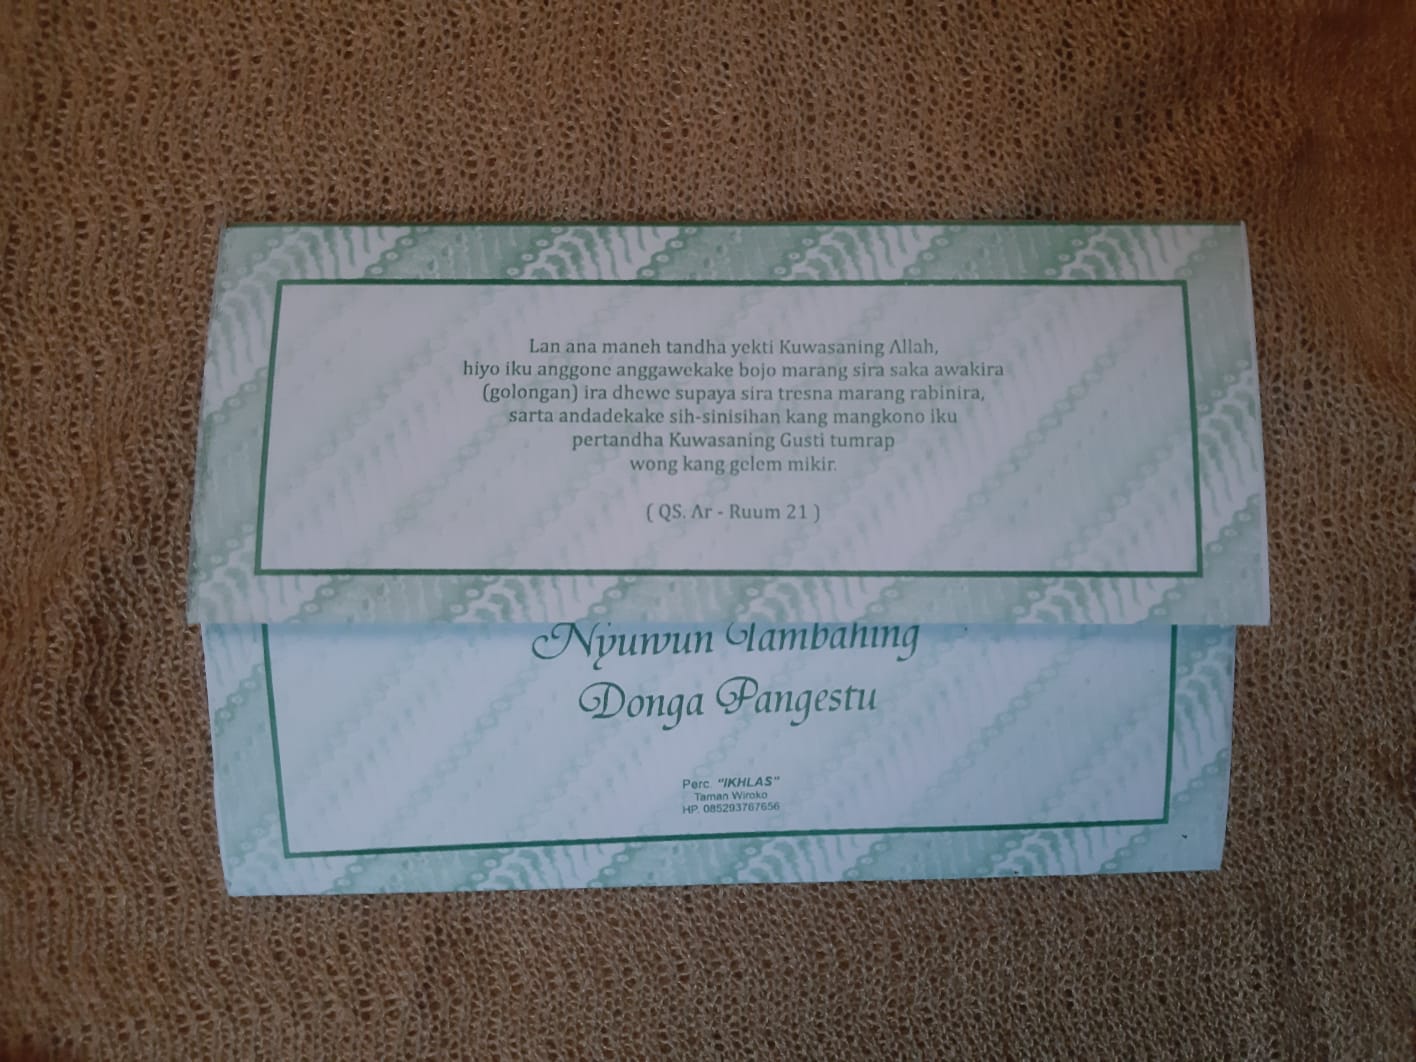 Lan ana maneh tandha yekti Kuwasaning Allah,
hiyo iku anggone anggawekake bojo marang sira saka awakira
(golongan) ira dhewe supaya sira tresna marang rabinira,
sarta andadekake sih-sinisihan kang mangkono iku
pertandha Kuwasaning Gusti tumrap
wong kang gelem mikir.
( QS. Ar - Ruum 21 )
Nyuwun Tambahing
Donga Pangestu
Perc. "IKHLAS"
Taman Wiroko
HP. 085293767656